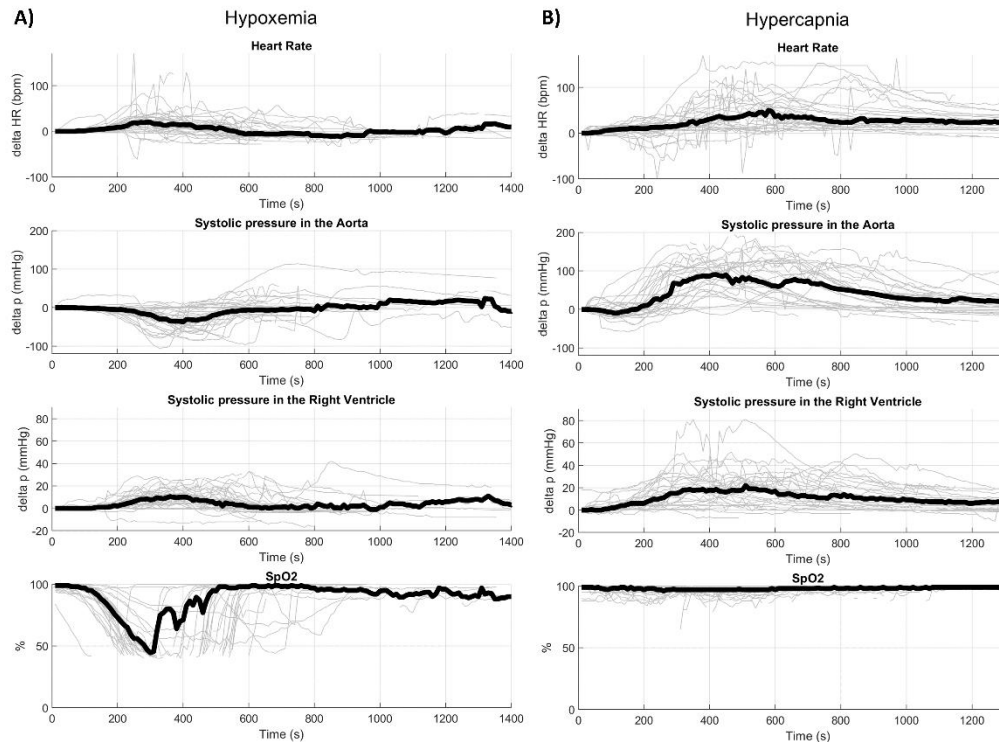 A)
Hypoxemia
Heart Rate
delta HR (bpm)
100
0
-100
0 200 400 600 800 1000 1200 1400
Time (s)
Systolic pressure in the Aorta
delta p (mmHg)
200
100
0
-100
0 200 400 600 800 1000 1200 1400
Time (s)
Systolic pressure in the Right Ventricle
delta p (mmHg)
80
60
40
20
0
-20
0 200 400 600 800 1000 1200 1400
Time (s)
SpO2
%
100
50
0
0 200 400 600 800 1000 1200 1400
Time (s)
B)
Hypercapnia
Heart Rate
delta HR (bpm)
100
0
-100
0 200 400 600 800 1000 1200
Time (s)
Systolic pressure in the Aorta
delta p (mmHg)
200
100
0
-100
0 200 400 600 800 1000 1200
Time (s)
Systolic pressure in the Right Ventricle
delta p (mmHg)
80
60
40
20
0
-20
0 200 400 600 800 1000 1200
Time (s)
SpO2
%
100
50
0
0 200 400 600 800 1000 1200
Time (s)